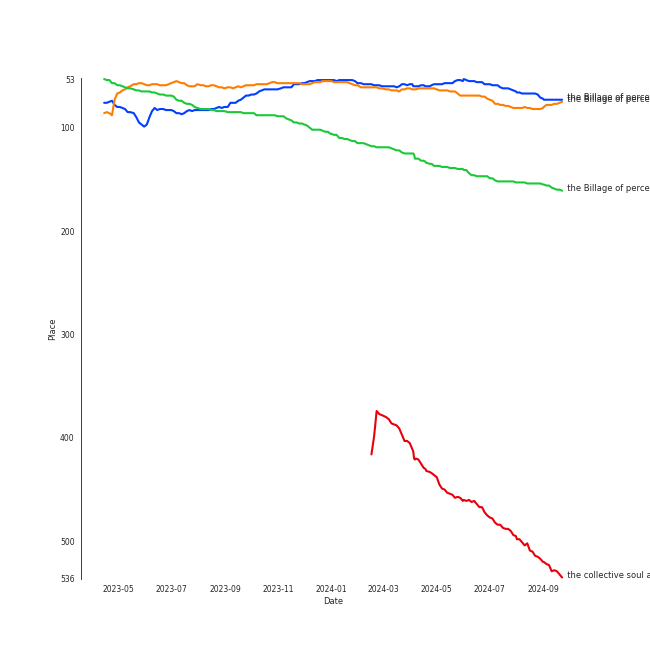 53
the Billage of perce
the Billage of perce
100
the Billage of perce
200
300
Place
400
500
the collective soul a
536
2023-05 2023-07 2023-09 2023-11 2024-01 2024-03 2024-05 2024-07 2024-09
Date